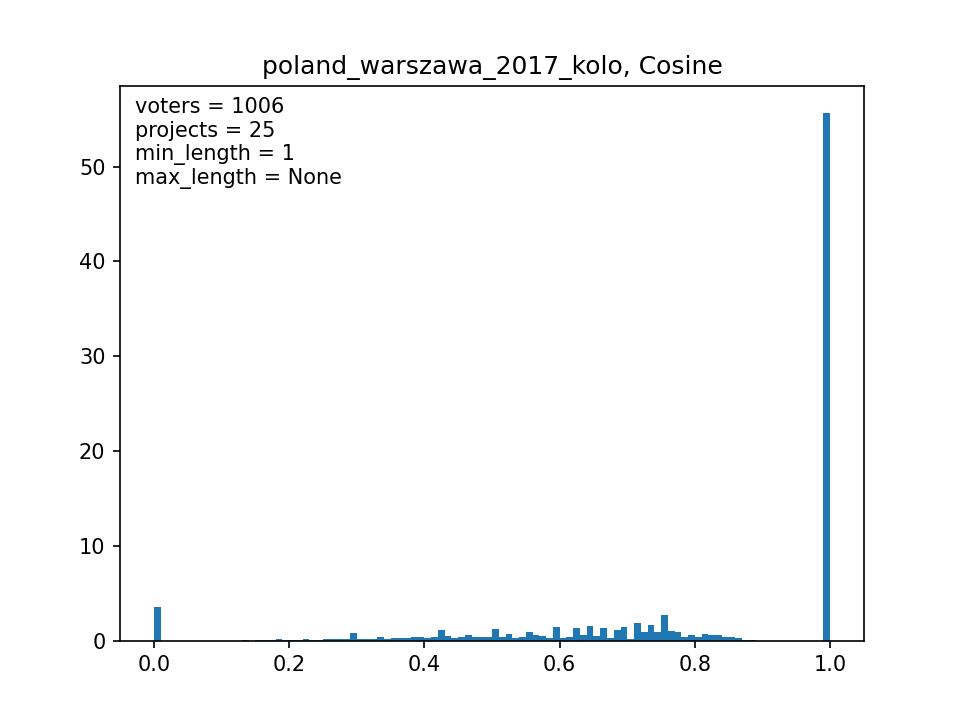 poland_warszawa_2017_kolo, Cosine
voters = 1006
projects = 25
min_length = 1
max_length = None
50
40
30
20
10
0
0.0 0.2 0.4 0.6 0.8 1.0